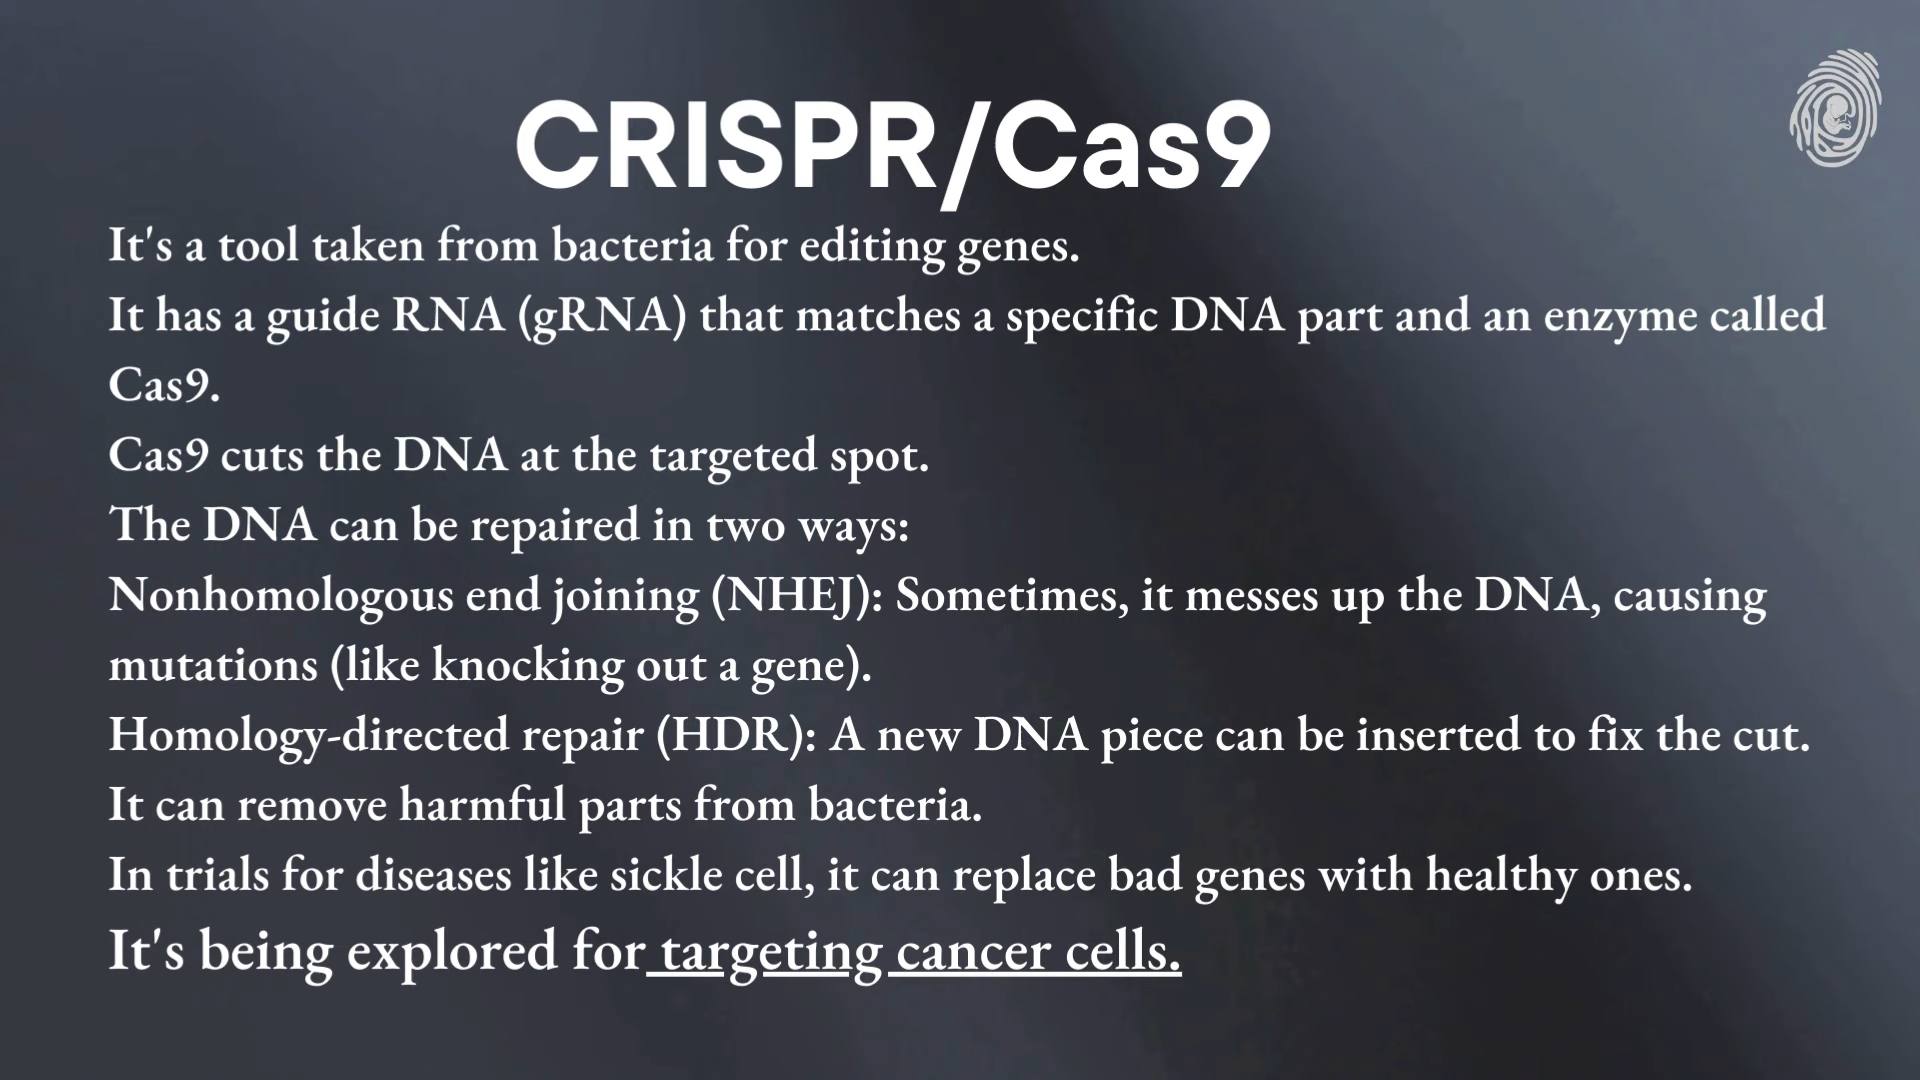 CRISPR/Cas9
It's a tool taken from bacteria for editing genes.
It has a guide RNA (gRNA) that matches a specific DNA part and an enzyme called
Cas9.
Cas9 cuts the DNA at the targeted spot.
The DNA can be repaired in two ways:
Nonhomologous end joining (NHEJ): Sometimes, it messes up the DNA, causing
mutations (like knocking out a gene).
Homology-directed repair (HDR): A new DNA piece can be inserted to fix the cut.
It can remove harmful parts from bacteria.
In trials for diseases like sickle cell, it can replace bad genes with healthy ones.
It's being explored for targeting cancer cells.